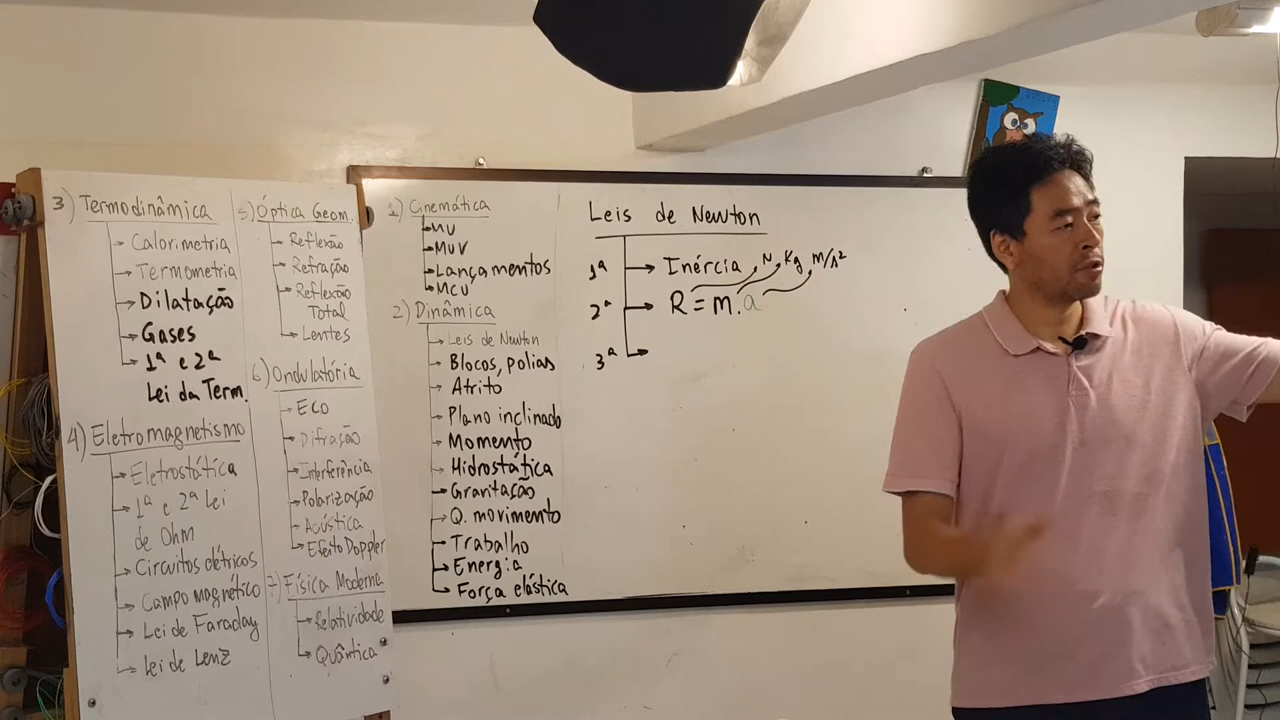 3) Termodinâmica
Calorimetria
Termometria
Dilatação
Gases
1ª e 2ª
Lei da Term.
4) Eletromagnetismo
Eletrostática
1ª e 2ª Lei
de Ohm
Circuitos elétricos
Campo magnético
Lei de Faraday
Lei de Lenz
5) Óptica Geom.
Reflexão
Refração
Reflexão
Total
Lentes
6) Ondulatória
Eco
Difração
Interferência
Polarização
Acústica
Efeito Doppler
7) Física Moderna
Relatividade
Quântica
1) Cinemática
MU
MUV
Lançamentos
MCU
2) Dinâmica
Leis de Newton
Blocos, polias
Atrito
Plano inclinado
Momento
Hidrostática
Gravitação
Q. movimento
Trabalho
Energia
Força elástica
Leis de Newton
1ª Inércia N Kg m/s²
2ª R = m.a
3ª